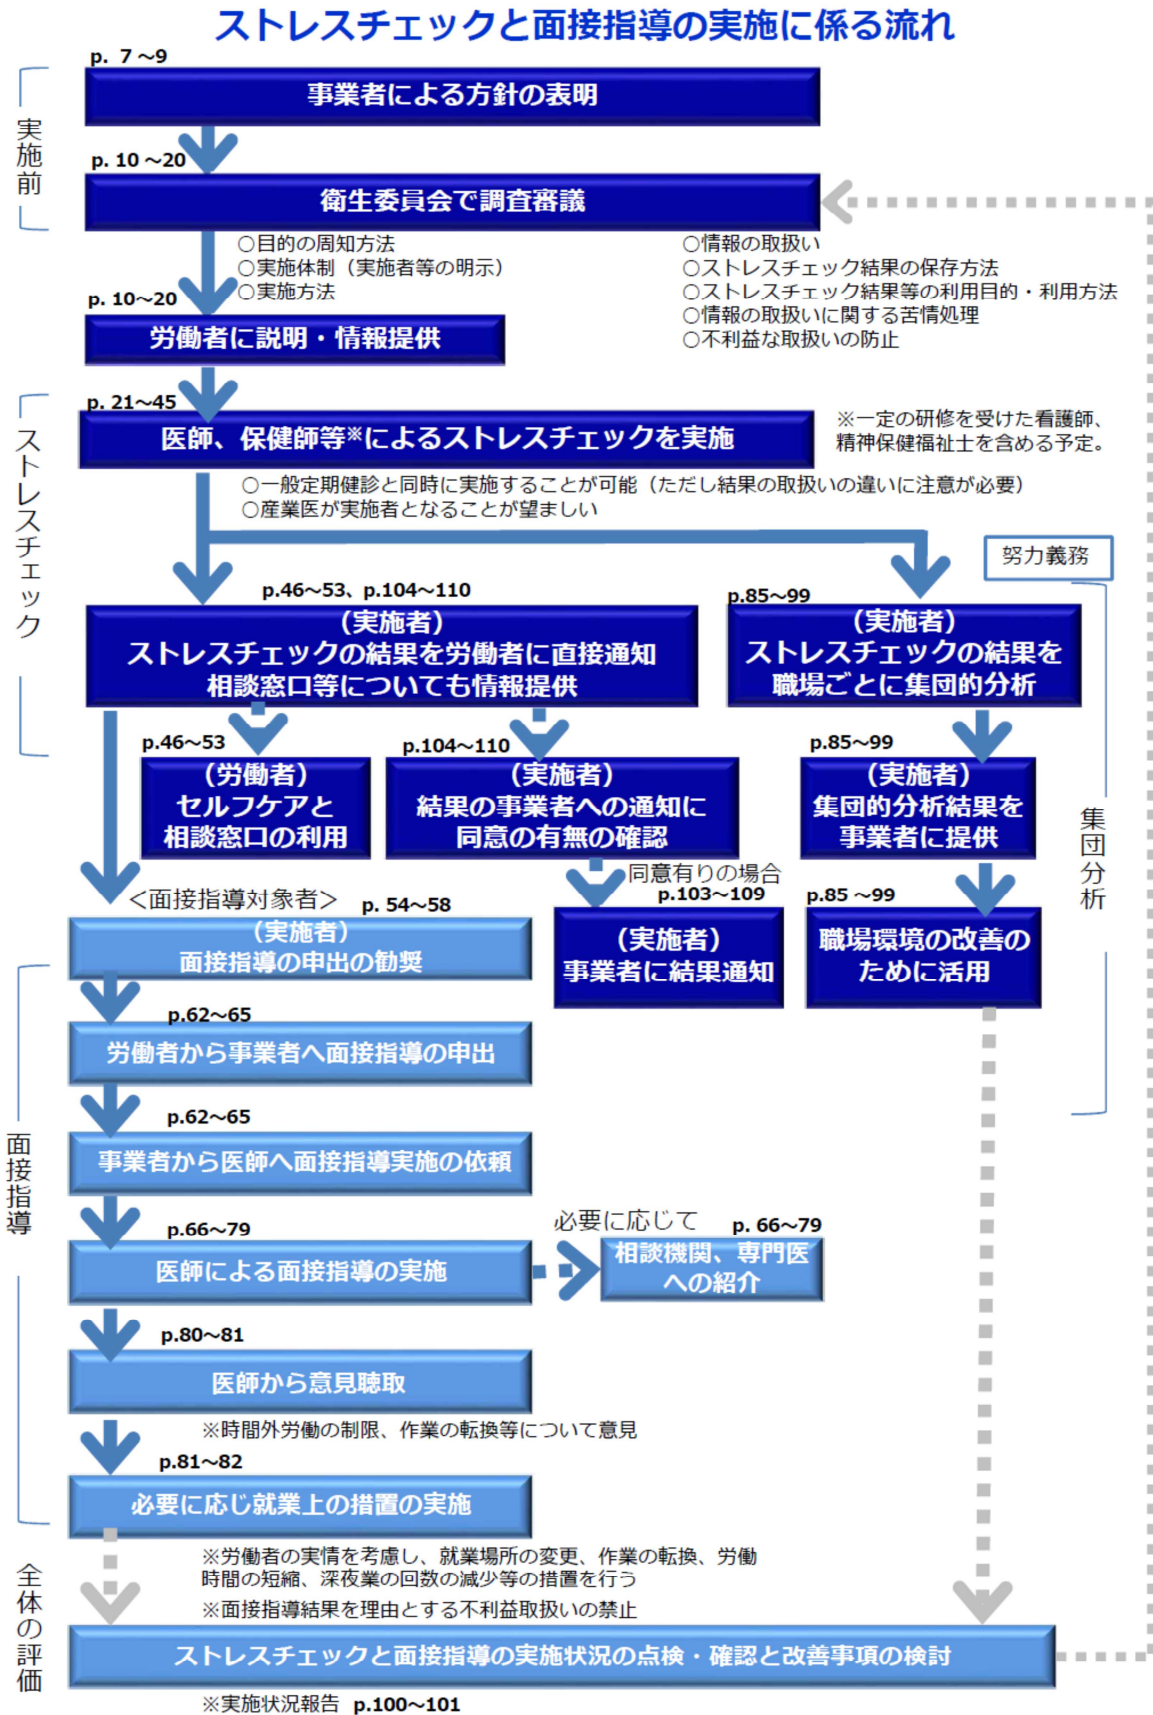 ストレスチェックと面接指導の実施に係る流れ
p. 7～9
事業者による方針の表明
実施前
p. 10～20
衛生委員会で調査審議
○目的の周知方法
○実施体制（実施者等の明示）
○実施方法
○情報の取扱い
○ストレスチェック結果の保存方法
○ストレスチェック結果等の利用目的・利用方法
○情報の取扱いに関する苦情処理
○不利益な取扱いの防止
p. 10～20
労働者に説明・情報提供
ストレスチェック
p. 21～45
医師、保健師等※によるストレスチェックを実施
※一定の研修を受けた看護師、
精神保健福祉士を含める予定。
○一般定期健診と同時に実施することが可能（ただし結果の取扱いの違いに注意が必要）
○産業医が実施者となることが望ましい
努力義務
p.46～53、p.104～110
（実施者）
ストレスチェックの結果を労働者に直接通知
相談窓口等についても情報提供
p.85～99
（実施者）
ストレスチェックの結果を
職場ごとに集団的分析
p.46～53
（労働者）
セルフケアと
相談窓口の利用
p.104～110
（実施者）
結果の事業者への通知に
同意の有無の確認
p.85～99
（実施者）
集団的分析結果を
事業者に提供
集団分析
同意有りの場合
p.103～109
（実施者）
事業者に結果通知
p.85 ～99
職場環境の改善の
ために活用
＜面接指導対象者＞
p. 54～58
（実施者）
面接指導の申出の勧奨
面接指導
p.62～65
労働者から事業者へ面接指導の申出
p.62～65
事業者から医師へ面接指導実施の依頼
p.66～79
医師による面接指導の実施
必要に応じて
p. 66～79
相談機関、専門医
への紹介
p.80～81
医師から意見聴取
※時間外労働の制限、作業の転換等について意見
p.81～82
必要に応じ就業上の措置の実施
※労働者の実情を考慮し、就業場所の変更、作業の転換、労働
時間の短縮、深夜業の回数の減少等の措置を行う
※面接指導結果を理由とする不利益取扱いの禁止
全体の評価
ストレスチェックと面接指導の実施状況の点検・確認と改善事項の検討
※実施状況報告 p.100～101